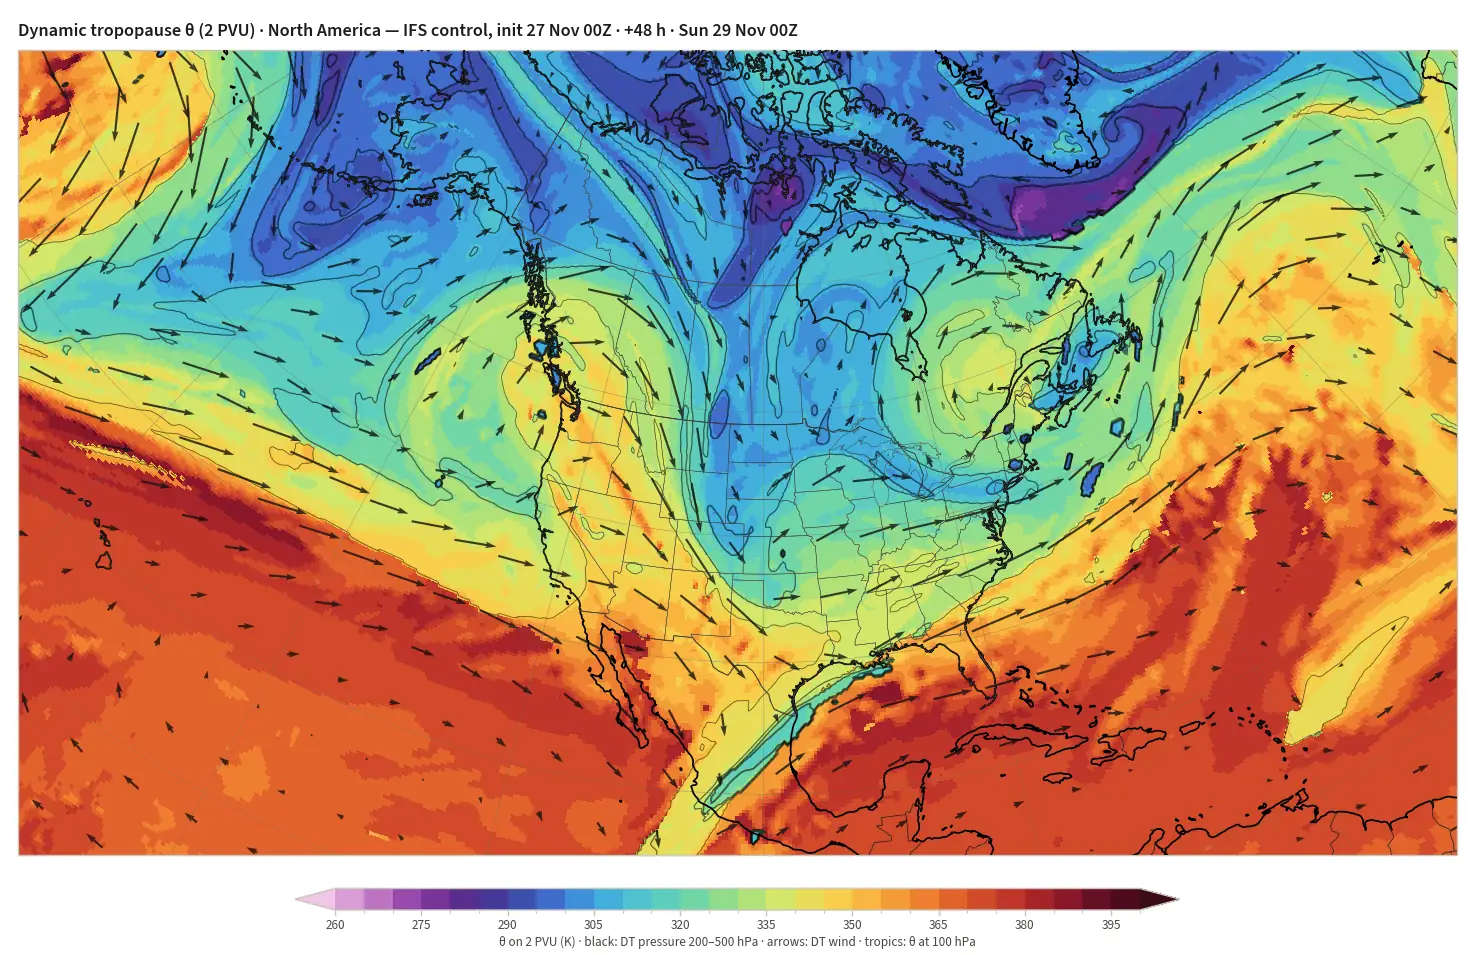 Dynamic tropopause θ (2 PVU) · North America — IFS control, init 27 Nov 00Z · +48 h · Sun 29 Nov 00Z
260 275 290 305 320 335 350 365 380 395
θ on 2 PVU (K) · black: DT pressure 200–500 hPa · arrows: DT wind · tropics: θ at 100 hPa